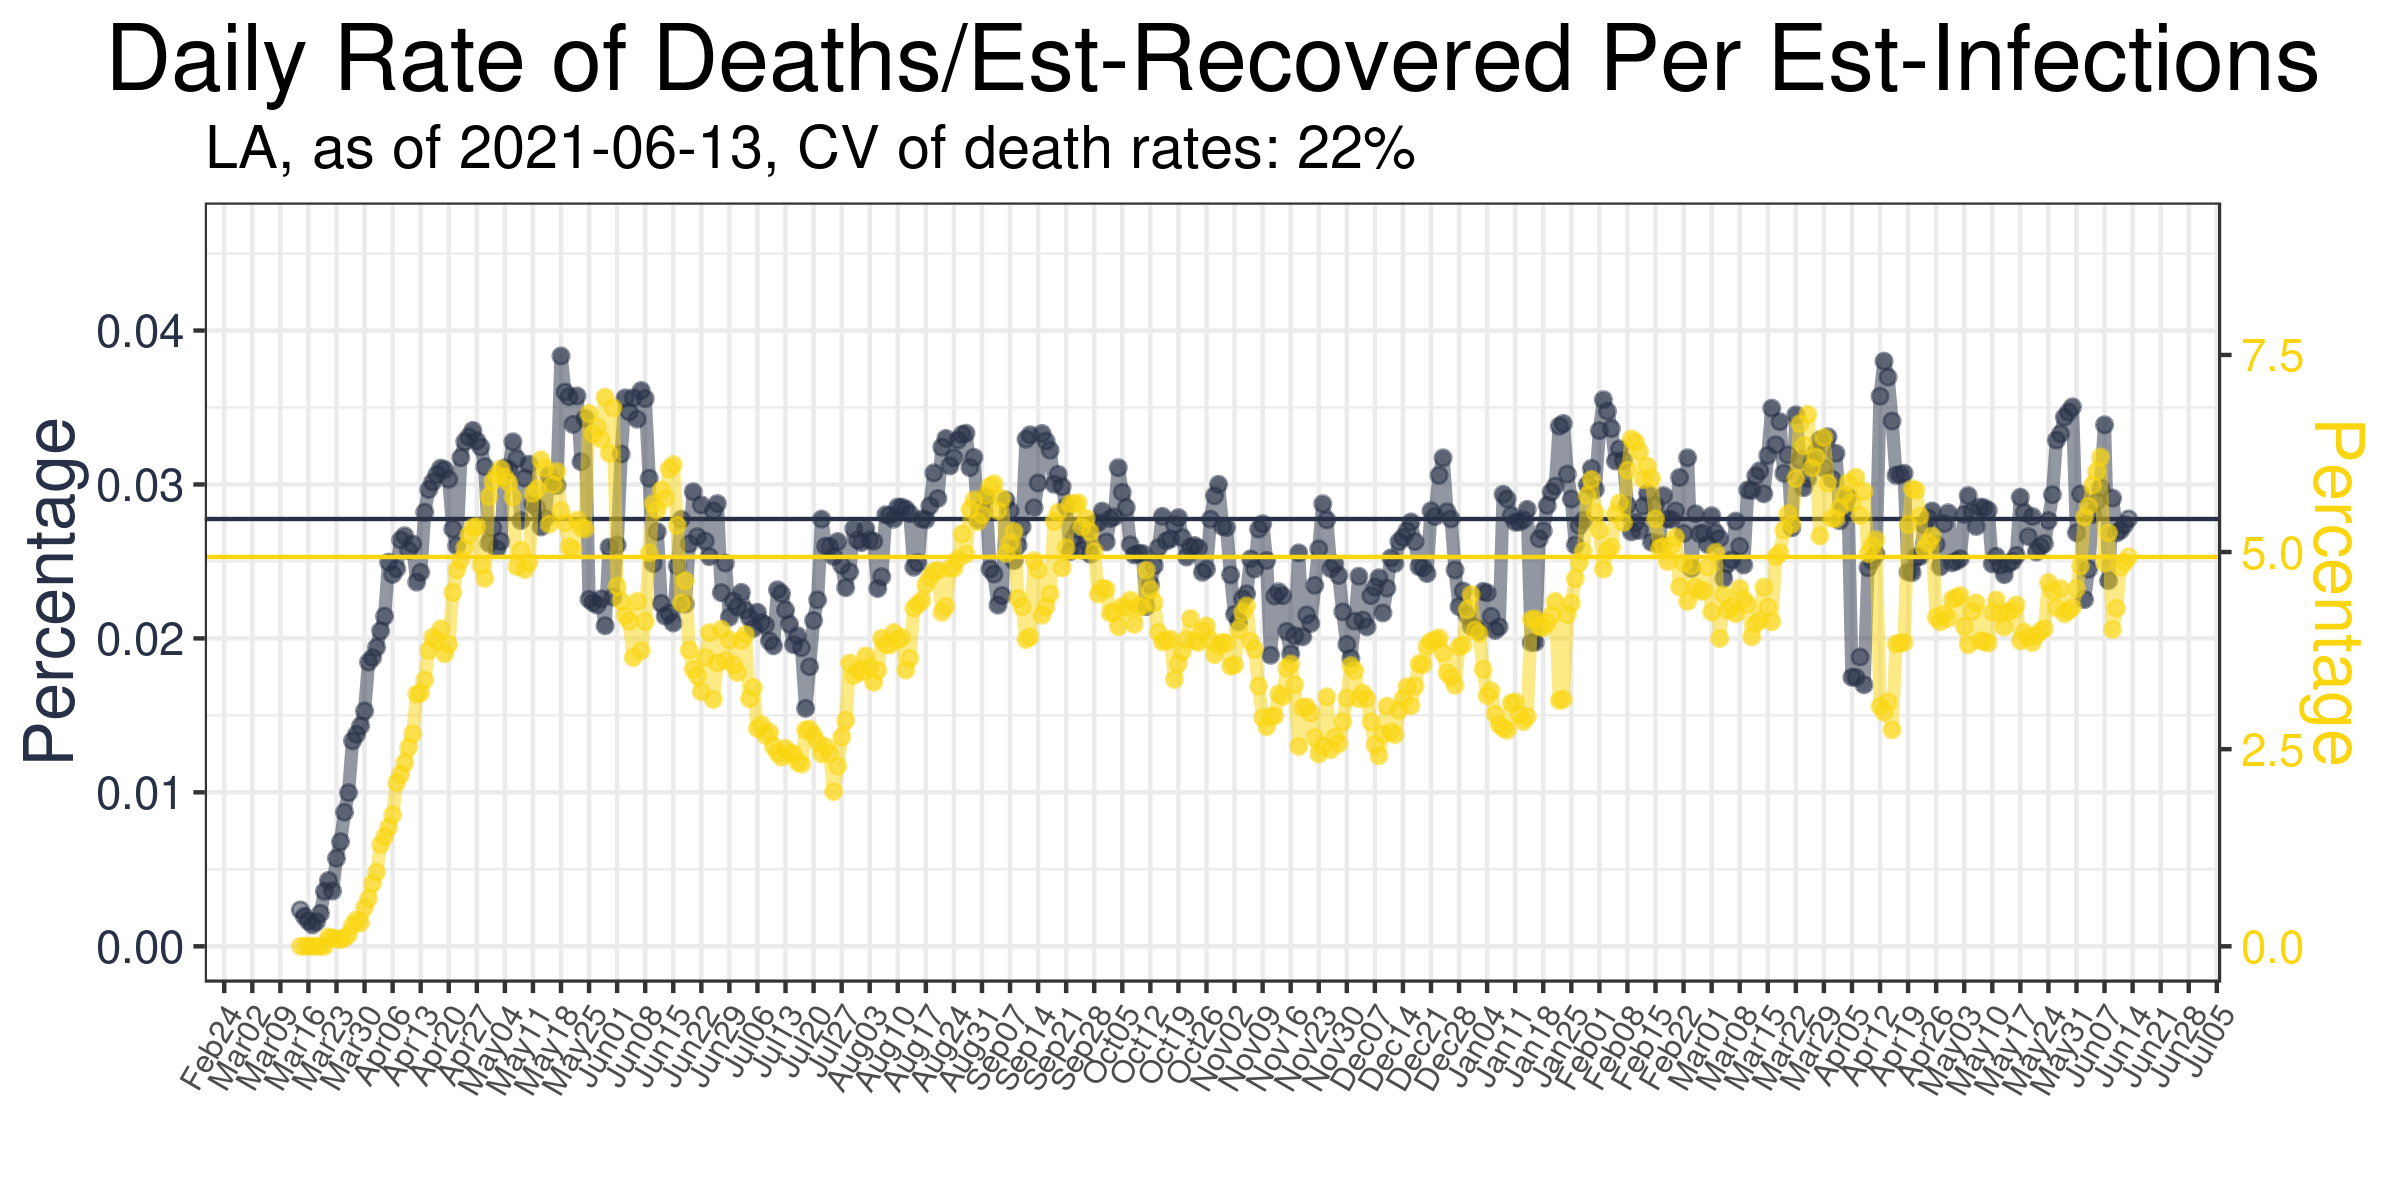 Daily Rate of Deaths/Est-Recovered Per Est-Infections
LA, as of 2021-06-13, CV of death rates: 22%
Percentage
0.04
0.03
0.02
0.01
0.00
7.5
5.0
2.5
0.0
Percentage
Feb24
Mar02
Mar09
Mar16
Mar23
Mar30
Apr06
Apr13
Apr20
Apr27
May04
May11
May18
May25
Jun01
Jun08
Jun15
Jun22
Jun29
Jul06
Jul13
Jul20
Jul27
Aug03
Aug10
Aug17
Aug24
Aug31
Sep07
Sep14
Sep21
Sep28
Oct05
Oct12
Oct19
Oct26
Nov02
Nov09
Nov16
Nov23
Nov30
Dec07
Dec14
Dec21
Dec28
Jan04
Jan11
Jan18
Jan25
Feb01
Feb08
Feb15
Feb22
Mar01
Mar08
Mar15
Mar22
Mar29
Apr05
Apr12
Apr19
Apr26
May03
May10
May17
May24
May31
Jun07
Jun14
Jun21
Jun28
Jul05